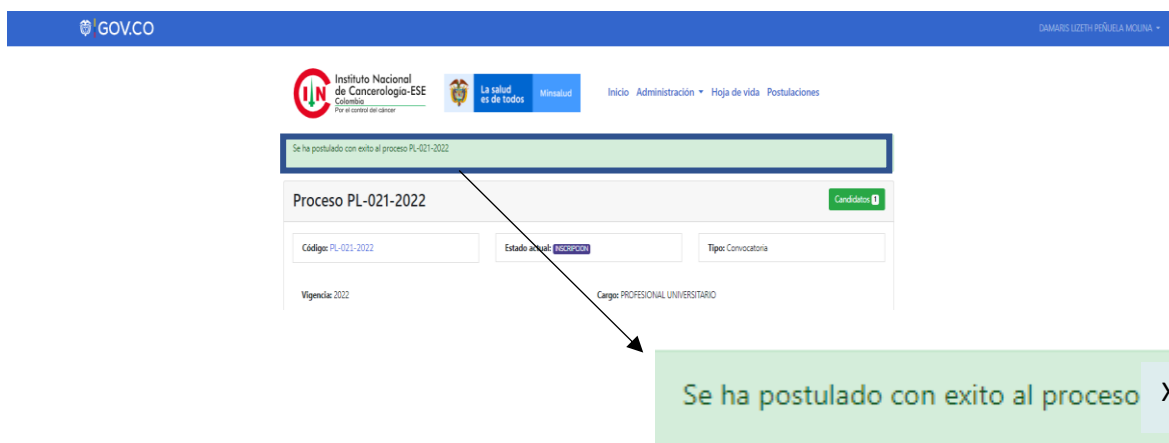 GOV.CO
DAMARIS LIZETH PEÑUELA MOLINA
Instituto Nacional
de Cancerología-ESE
Colombia
Por el control del cáncer
La salud
es de todos
Minsalud
Inicio Administración Hoja de vida Postulaciones
Se ha postulado con exito al proceso PL-021-2022
Proceso PL-021-2022
Candidatos 1
Código: PL-021-2022
Estado actual: INSCRIPCION
Tipo: Convocatoria
Vigencia: 2022
Cargo: PROFESIONAL UNIVERSITARIO
Se ha postulado con exito al proceso X